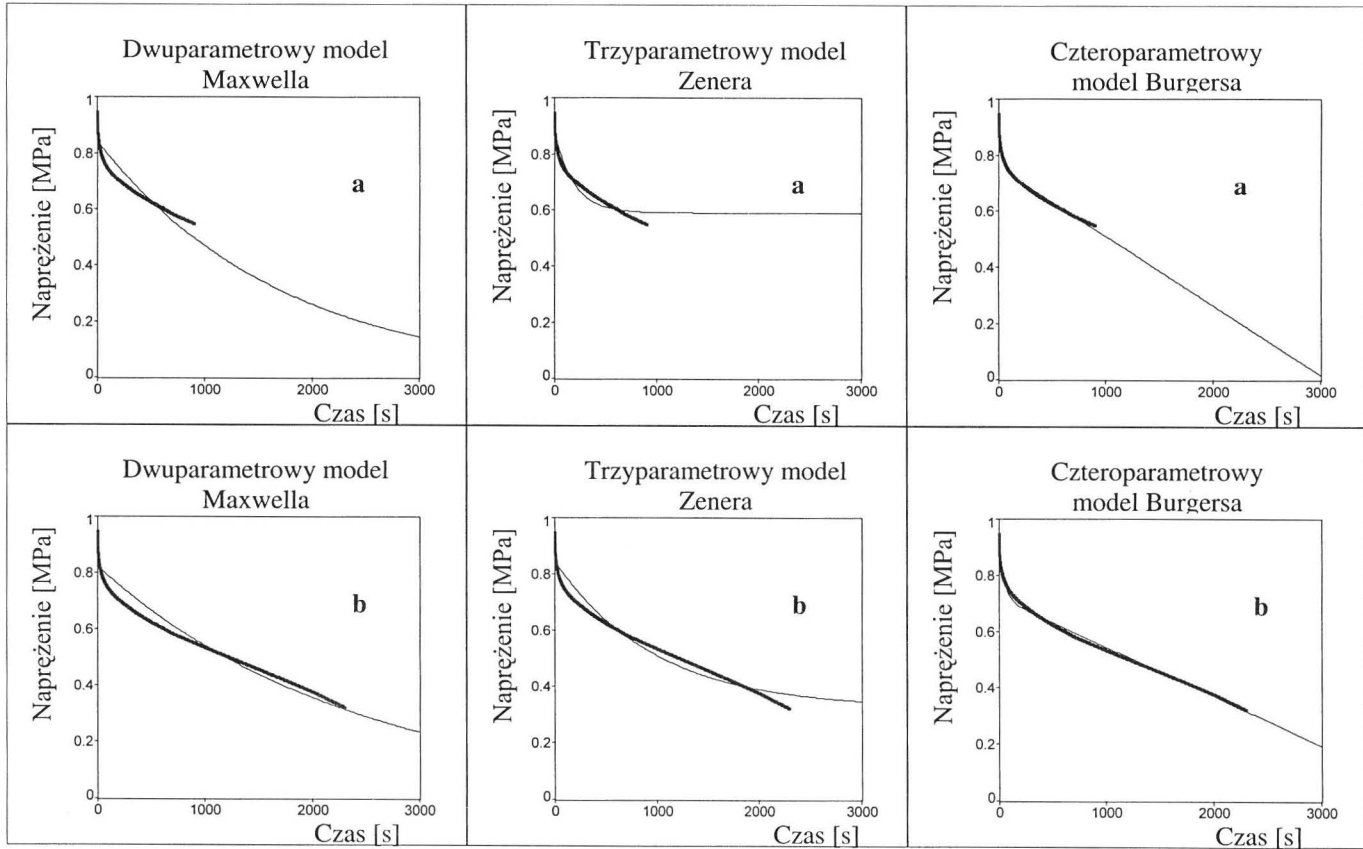 Dwuparametrowy model
Maxwella
Naprężenie [MPa]
1
0.8
0.6
0.4
0.2
0
a
0 1000 2000 3000
Czas [s]
Trzyparametrowy model
Zenera
Naprężenie [MPa]
1
0.8
0.6
0.4
0.2
0
a
0 1000 2000 3000
Czas [s]
Czteroparametrowy
model Burgersa
Naprężenie [MPa]
1
0.8
0.6
0.4
0.2
0
a
0 1000 2000 3000
Czas [s]
Dwuparametrowy model
Maxwella
Naprężenie [MPa]
1
0.8
0.6
0.4
0.2
0
b
0 1000 2000 3000
Czas [s]
Trzyparametrowy model
Zenera
Naprężenie [MPa]
1
0.8
0.6
0.4
0.2
0
b
0 1000 2000 3000
Czas [s]
Czteroparametrowy
model Burgersa
Naprężenie [MPa]
1
0.8
0.6
0.4
0.2
0
b
0 1000 2000 3000
Czas [s]